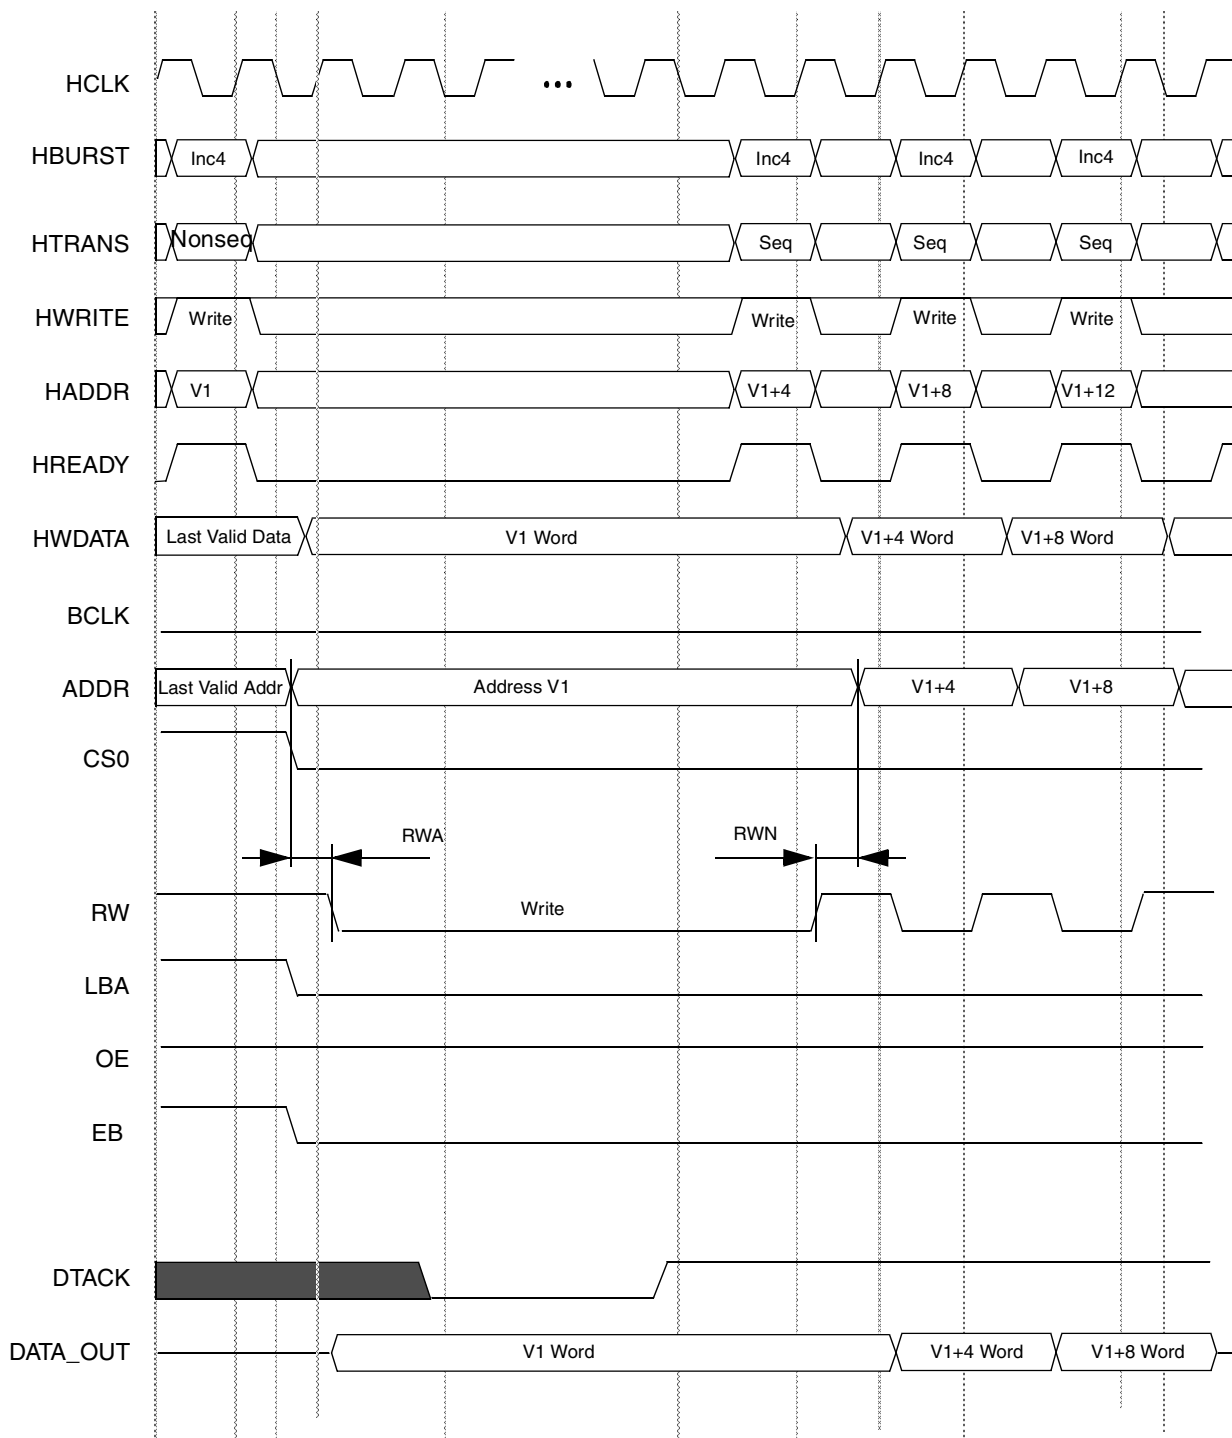 HCLK
...
HBURST Inc4 Inc4 Inc4 Inc4
HTRANS Nonseq Seq Seq Seq
HWRITE Write Write Write Write
HADDR V1 V1+4 V1+8 V1+12
HREADY
HWDATA Last Valid Data V1 Word V1+4 Word V1+8 Word
BCLK
ADDR Last Valid Addr Address V1 V1+4 V1+8
CS0
RWA RWN
RW Write
LBA
OE
EB
DTACK
DATA_OUT V1 Word V1+4 Word V1+8 Word